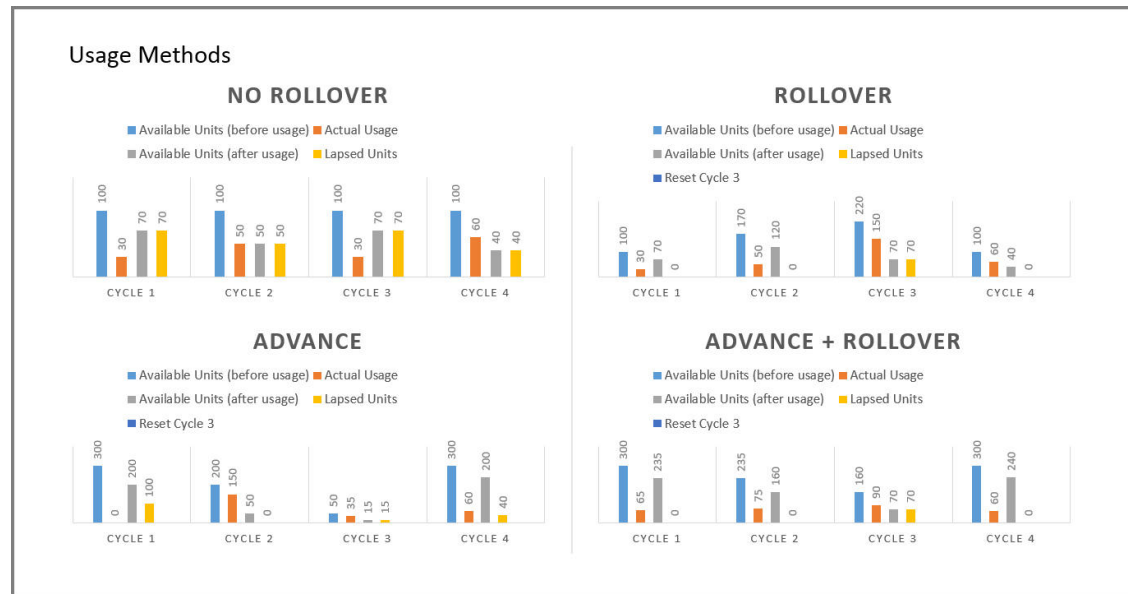 Usage Methods
NO ROLLOVER
Available Units (before usage) Actual Usage
Available Units (after usage) Lapsed Units
100 30 70 70
100 50 50 50
100 30 70 70
100 60 40 40
CYCLE 1 CYCLE 2 CYCLE 3 CYCLE 4
ROLLOVER
Available Units (before usage) Actual Usage
Available Units (after usage) Lapsed Units
Reset Cycle 3
100 30 70 0
170 50 120 0
220 150 70 70
100 60 40 0
CYCLE 1 CYCLE 2 CYCLE 3 CYCLE 4
ADVANCE
Available Units (before usage) Actual Usage
Available Units (after usage) Lapsed Units
Reset Cycle 3
300 0 200 100
200 150 50 0
50 35 15 15
300 60 200 40
CYCLE 1 CYCLE 2 CYCLE 3 CYCLE 4
ADVANCE + ROLLOVER
Available Units (before usage) Actual Usage
Available Units (after usage) Lapsed Units
Reset Cycle 3
300 65 235 0
235 75 160 0
160 90 70 70
300 60 240 0
CYCLE 1 CYCLE 2 CYCLE 3 CYCLE 4